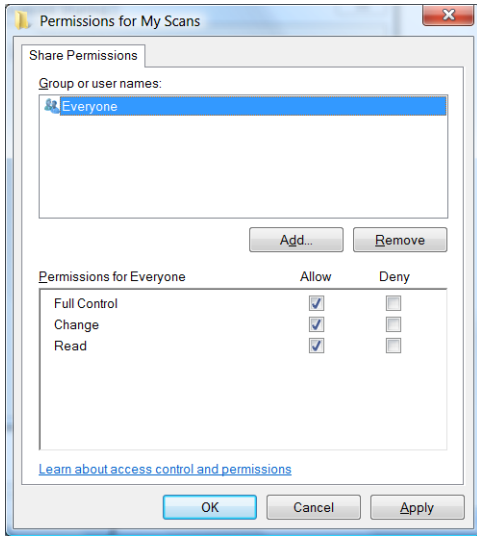 Permissions for My Scans
Share Permissions
Group or user names:
Everyone
Add...
Remove
Permissions for Everyone Allow Deny
Full Control
Change
Read
Learn about access control and permissions
OK
Cancel
Apply